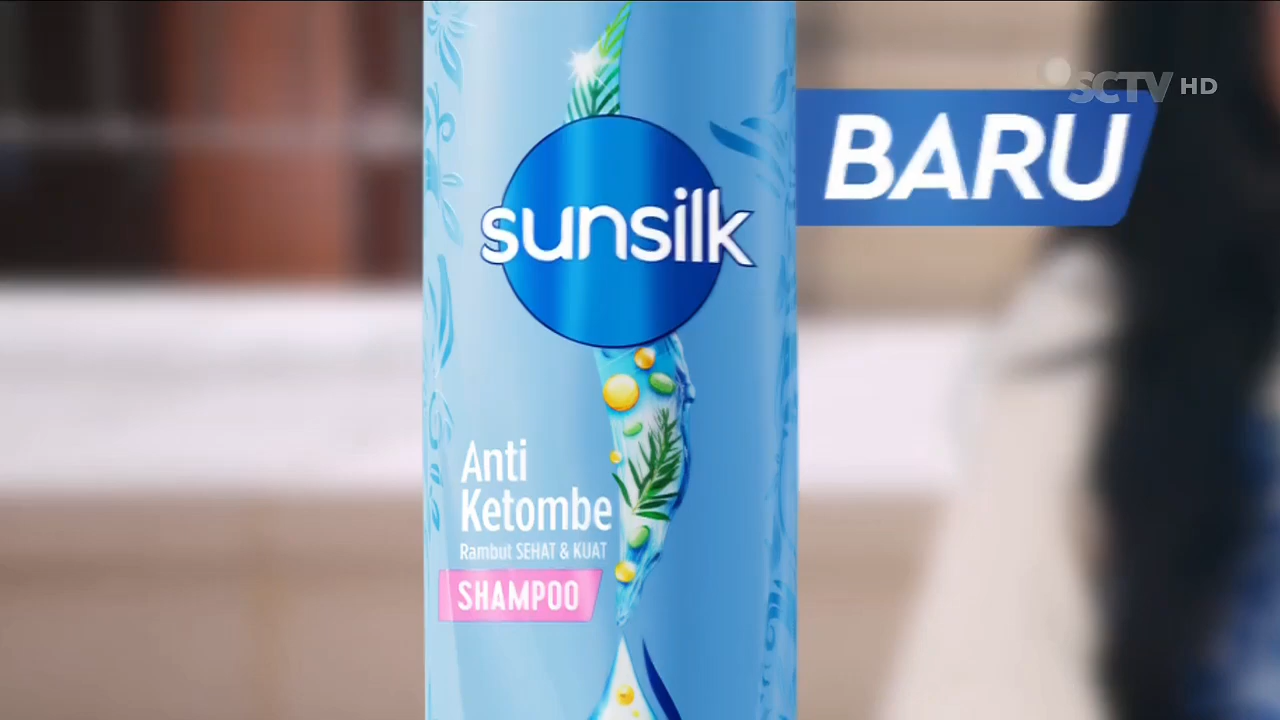 SCTV HD
BARU
sunsilk
Anti
Ketombe
Rambut SEHAT & KUAT
SHAMPOO